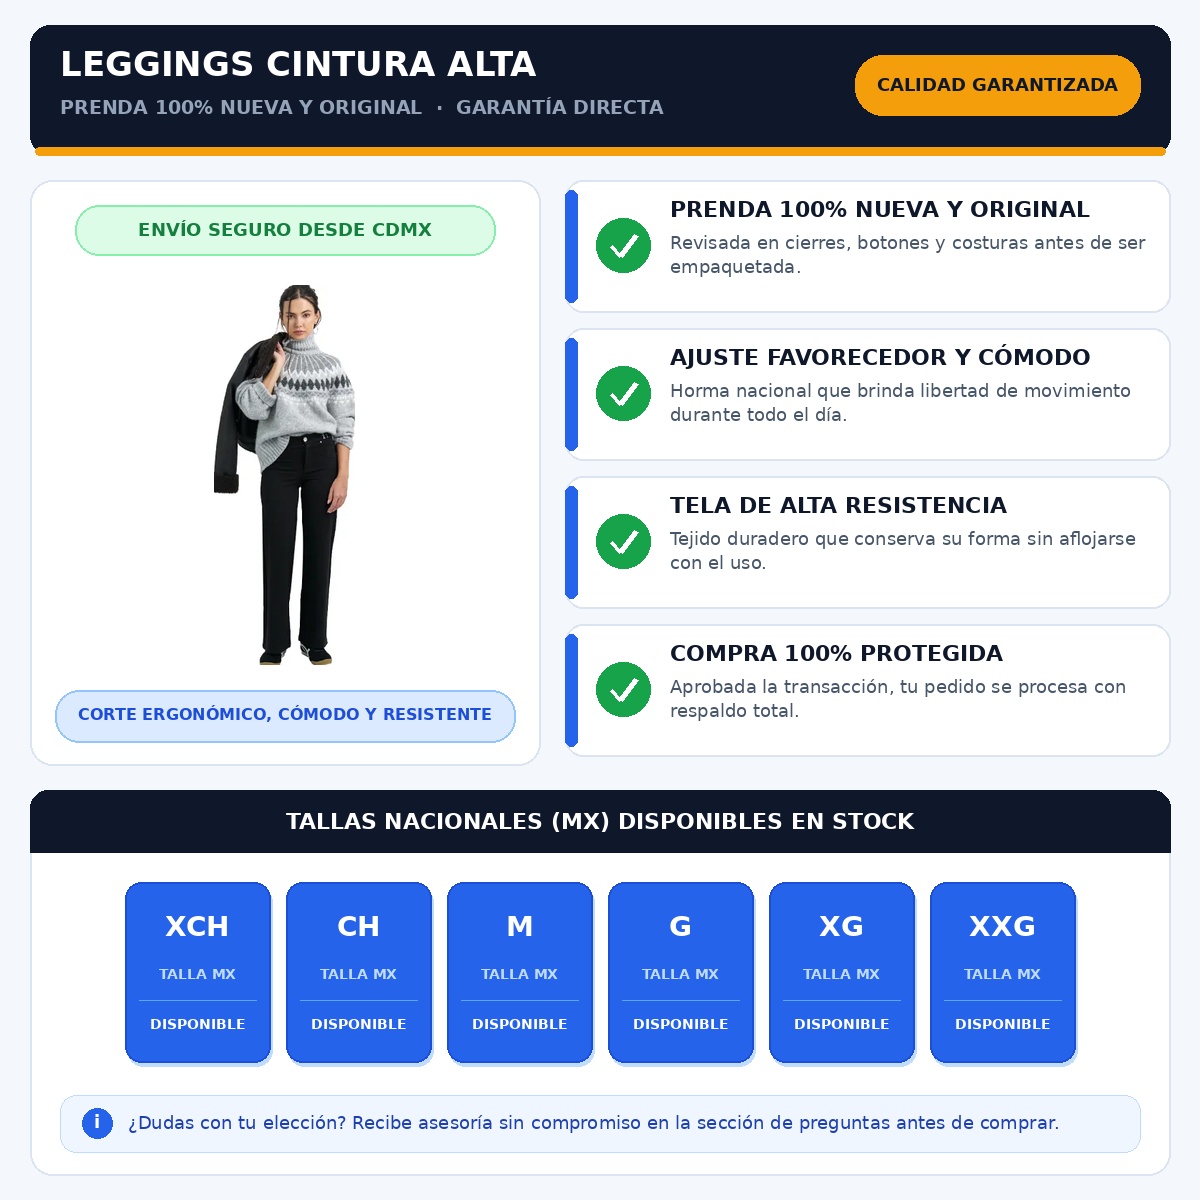 LEGGINGS CINTURA ALTA
PRENDA 100% NUEVA Y ORIGINAL · GARANTÍA DIRECTA
CALIDAD GARANTIZADA
ENVÍO SEGURO DESDE CDMX
CORTE ERGONÓMICO, CÓMODO Y RESISTENTE
PRENDA 100% NUEVA Y ORIGINAL
Revisada en cierres, botones y costuras antes de ser
empaquetada.
AJUSTE FAVORECEDOR Y CÓMODO
Horma nacional que brinda libertad de movimiento
durante todo el día.
TELA DE ALTA RESISTENCIA
Tejido duradero que conserva su forma sin aflojarse
con el uso.
COMPRA 100% PROTEGIDA
Aprobada la transacción, tu pedido se procesa con
respaldo total.
TALLAS NACIONALES (MX) DISPONIBLES EN STOCK
XCH
TALLA MX
DISPONIBLE
CH
TALLA MX
DISPONIBLE
M
TALLA MX
DISPONIBLE
G
TALLA MX
DISPONIBLE
XG
TALLA MX
DISPONIBLE
XXG
TALLA MX
DISPONIBLE
i ¿Dudas con tu elección? Recibe asesoría sin compromiso en la sección de preguntas antes de comprar.